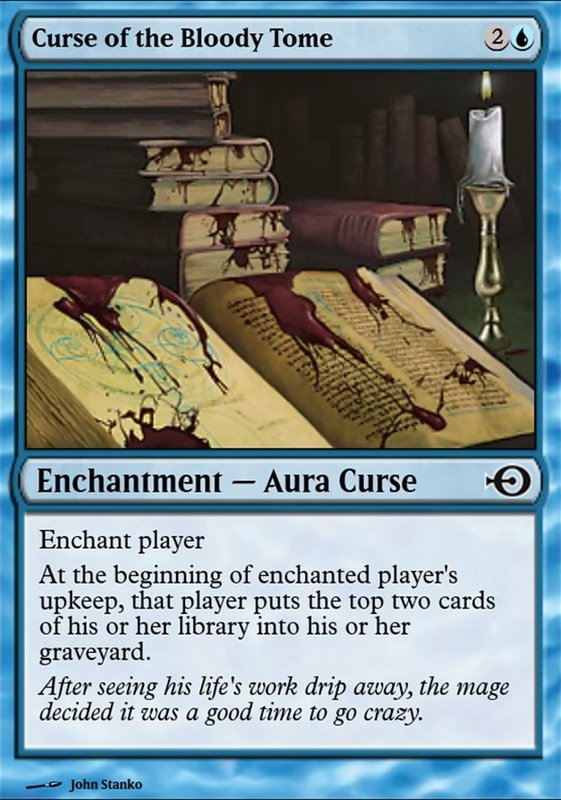 Curse of the Bloody Tome 2
Enchantment — Aura Curse
Enchant player
At the beginning of enchanted player's
upkeep, that player puts the top two cards
of his or her library into his or her
graveyard.
After seeing his life's work drip away, the mage
decided it was a good time to go crazy.
John Stanko